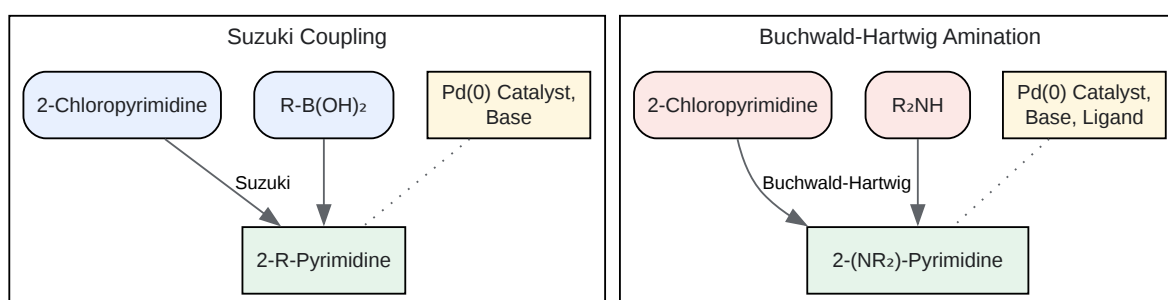 Suzuki Coupling
2-Chloropyrimidine
R-B(OH)₂
Pd(0) Catalyst,
Base
Suzuki
2-R-Pyrimidine
Buchwald-Hartwig Amination
2-Chloropyrimidine
R₂NH
Pd(0) Catalyst,
Base, Ligand
Buchwald-Hartwig
2-(NR₂)-Pyrimidine